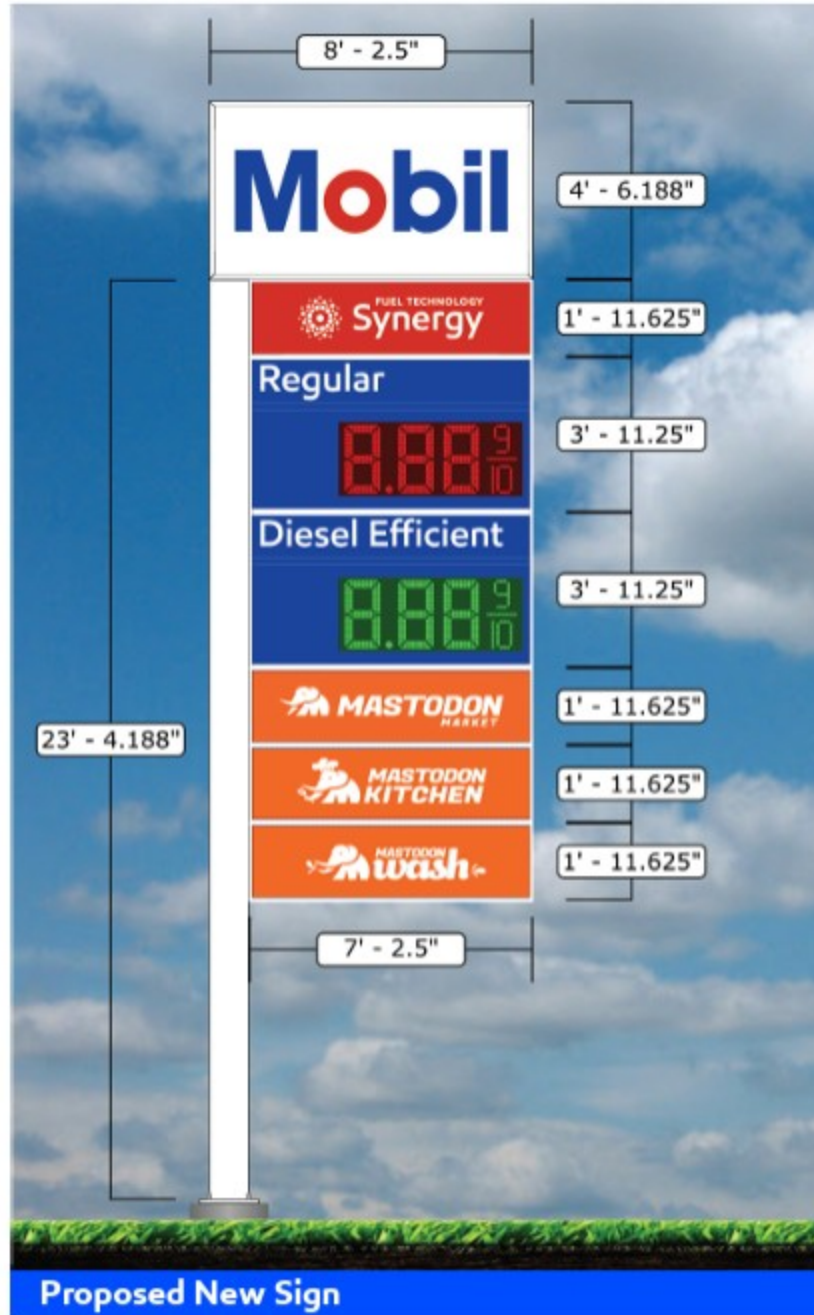 8' - 2.5"
Mobil
4' - 6.188"
FUEL TECHNOLOGY
Synergy
1' - 11.625"
Regular
8.88 9/10
3' - 11.25"
Diesel Efficient
8.88 9/10
3' - 11.25"
MASTODON
MARKET
1' - 11.625"
23' - 4.188"
MASTODON
KITCHEN
1' - 11.625"
MASTODON
wash
1' - 11.625"
7' - 2.5"
Proposed New Sign